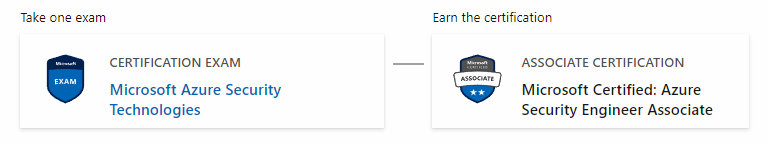 Take one exam
Microsoft
EXAM
CERTIFICATION EXAM
Microsoft Azure Security
Technologies
Earn the certification
Microsoft
CERTIFIED
ASSOCIATE
ASSOCIATE CERTIFICATION
Microsoft Certified: Azure
Security Engineer Associate